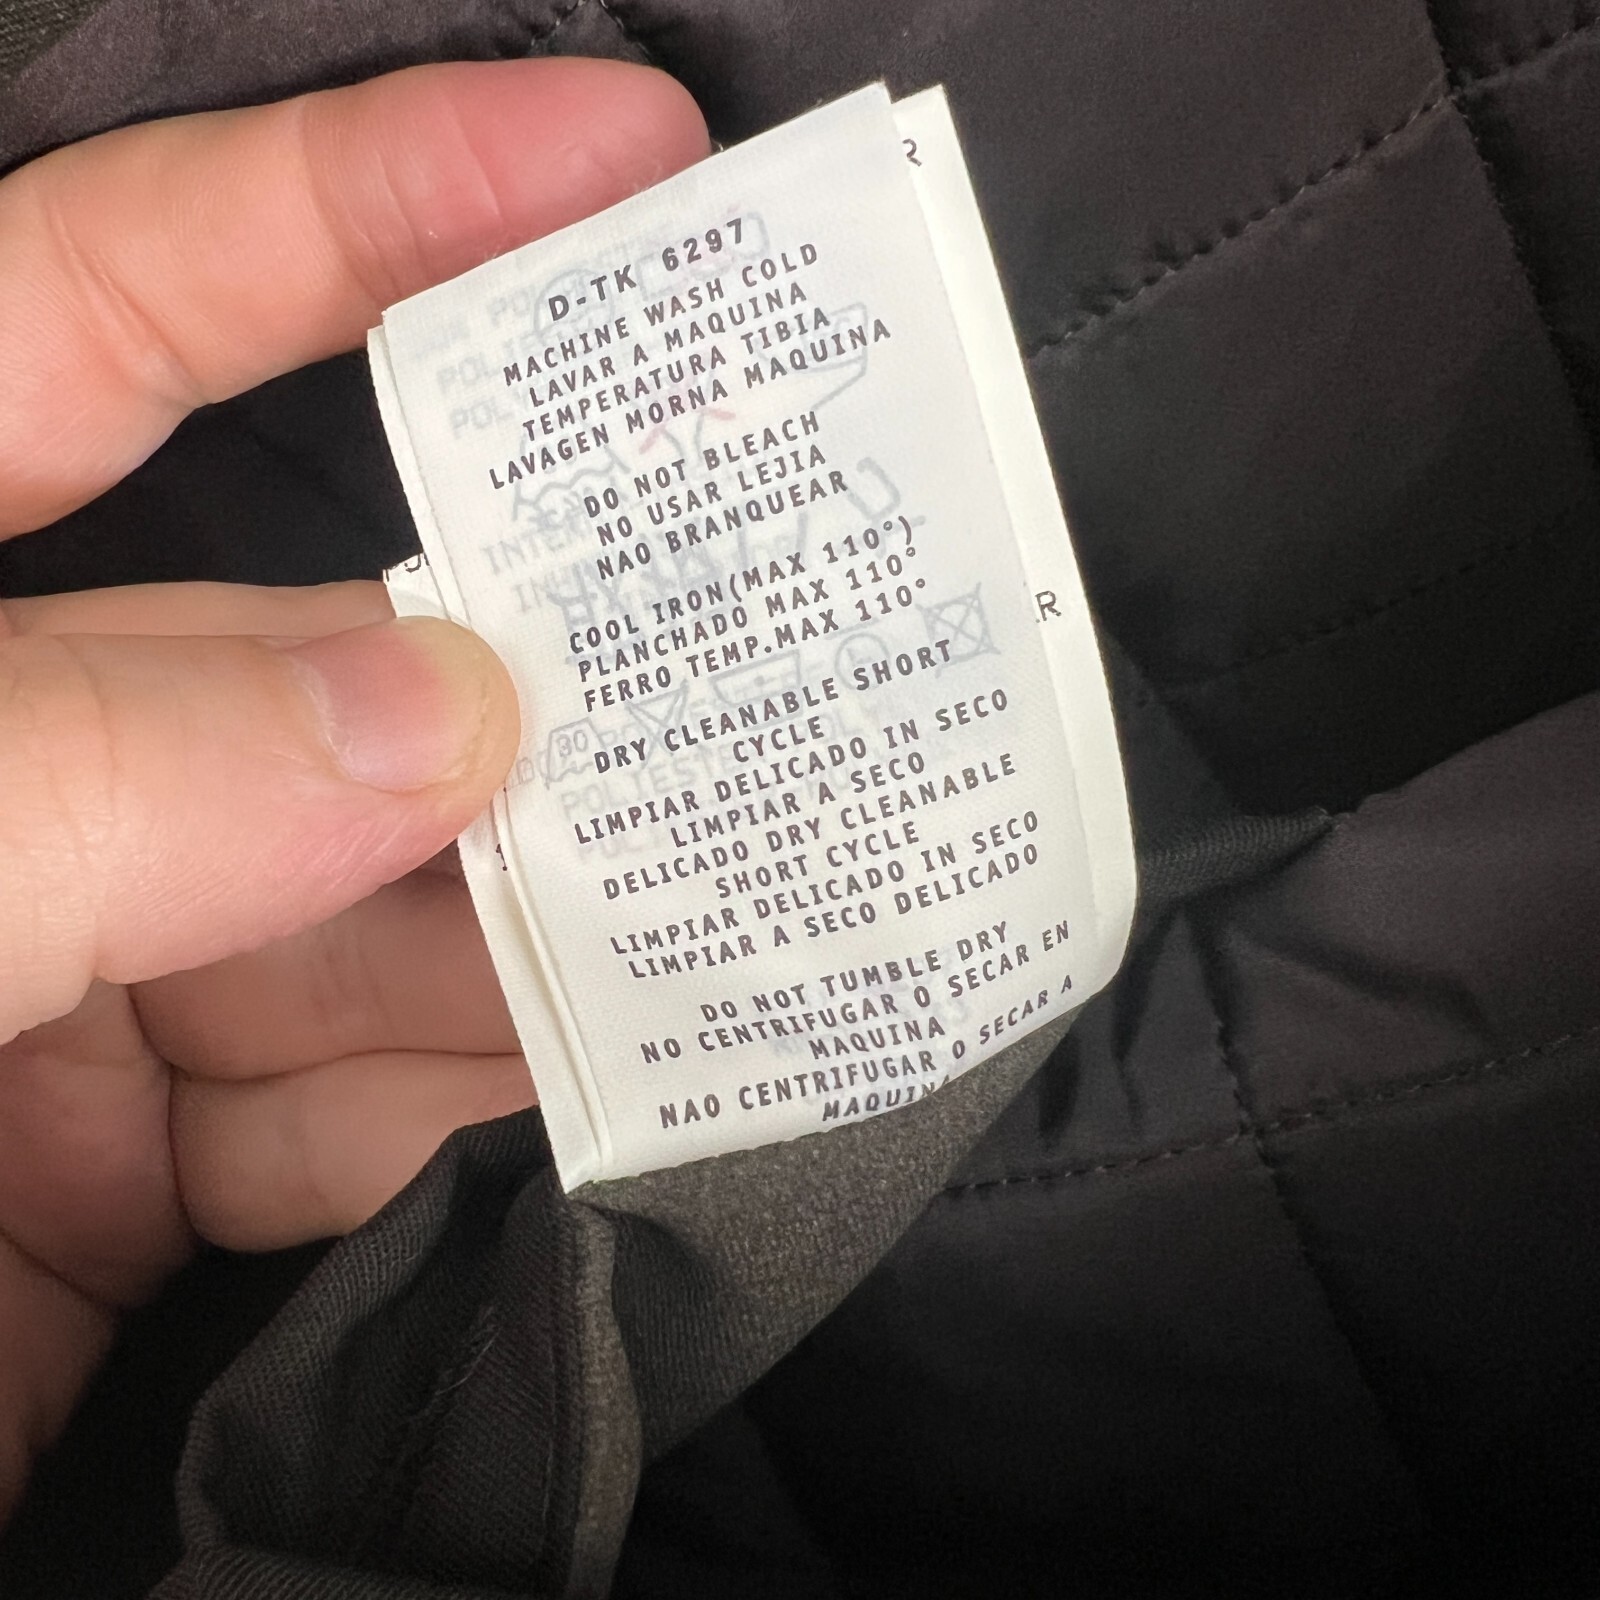 D-TK 6297
MACHINE WASH COLD
LAVAR A MAQUINA
TEMPERATURA TIBIA
LAVAGEN MORNA MAQUINA
DO NOT BLEACH
NO USAR LEJIA
NAO BRANQUEAR
COOL IRON(MAX 110°)
PLANCHADO MAX 110°
FERRO TEMP.MAX 110°
DRY CLEANABLE SHORT
CYCLE
LIMPIAR DELICADO IN SECO
LIMPIAR A SECO
DELICADO DRY CLEANABLE
SHORT CYCLE
LIMPIAR DELICADO IN SECO
LIMPIAR A SECO DELICADO
DO NOT TUMBLE DRY
NO CENTRIFUGAR O SECAR EN
MAQUINA
NAO CENTRIFUGAR O SECAR A
MAQUINA
R
R
30